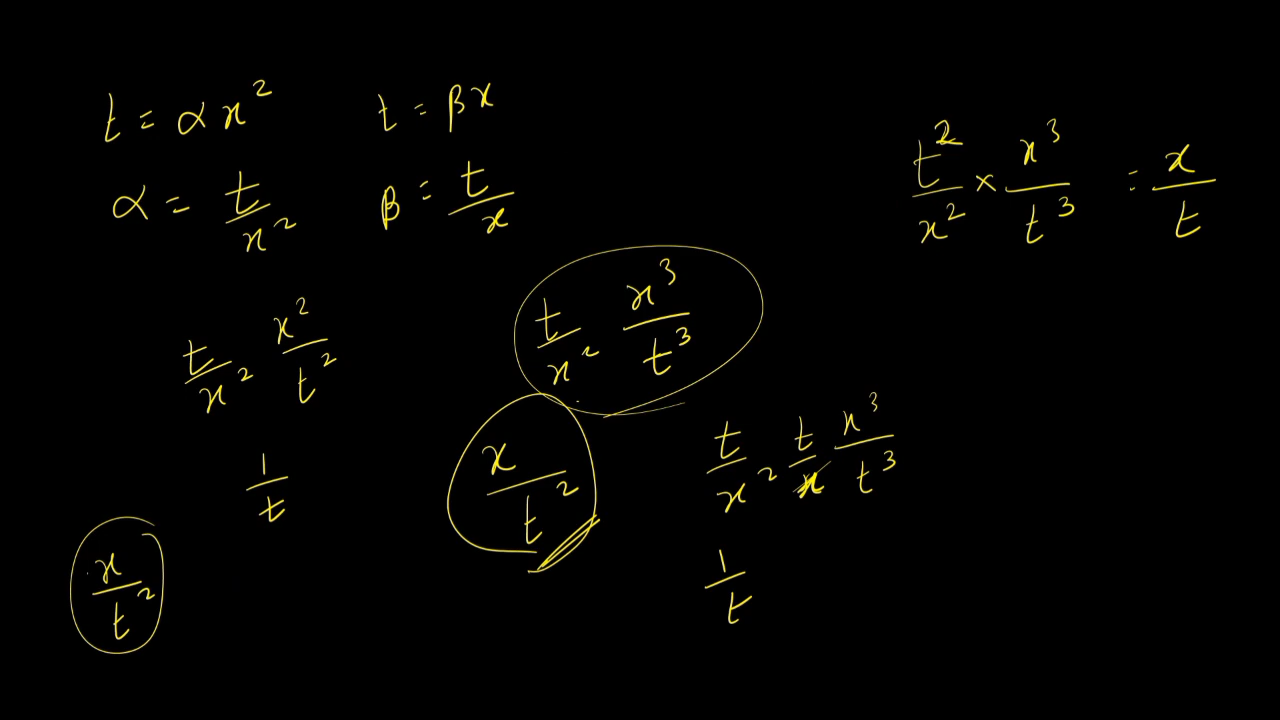 t = αx²
t = βx
α = t/x²
β = t/x
t²/x² × x³/t³ = x/t
t/x² x²/t²
t/x² x³/t³
1/t
x/t²
t/x² t/x x³/t³
x/t²
1/t